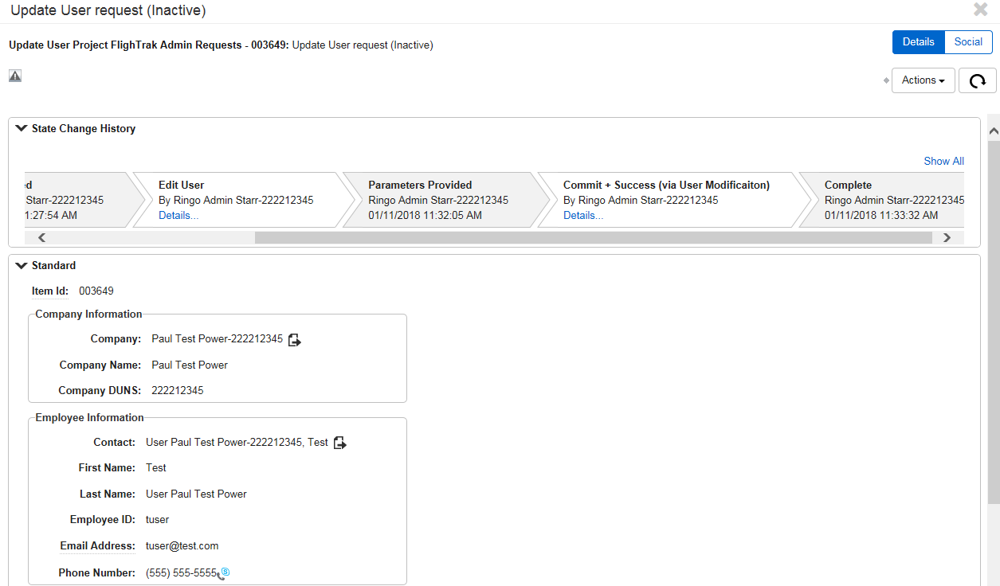 Update User request (Inactive)
Update User Project FlighTrak Admin Requests - 003649: Update User request (Inactive)
Details Social
Actions
State Change History
Show All
ed
Starr-222212345
1:27:54 AM
Edit User
By Ringo Admin Starr-222212345
Details...
Parameters Provided
Ringo Admin Starr-222212345
01/11/2018 11:32:05 AM
Commit + Success (via User Modificaiton)
By Ringo Admin Starr-222212345
Details...
Complete
Ringo Admin Starr-222212345
01/11/2018 11:33:32 AM
Standard
Item Id: 003649
Company Information
Company: Paul Test Power-222212345
Company Name: Paul Test Power
Company DUNS: 222212345
Employee Information
Contact: User Paul Test Power-222212345, Test
First Name: Test
Last Name: User Paul Test Power
Employee ID: tuser
Email Address: tuser@test.com
Phone Number: (555) 555-5555